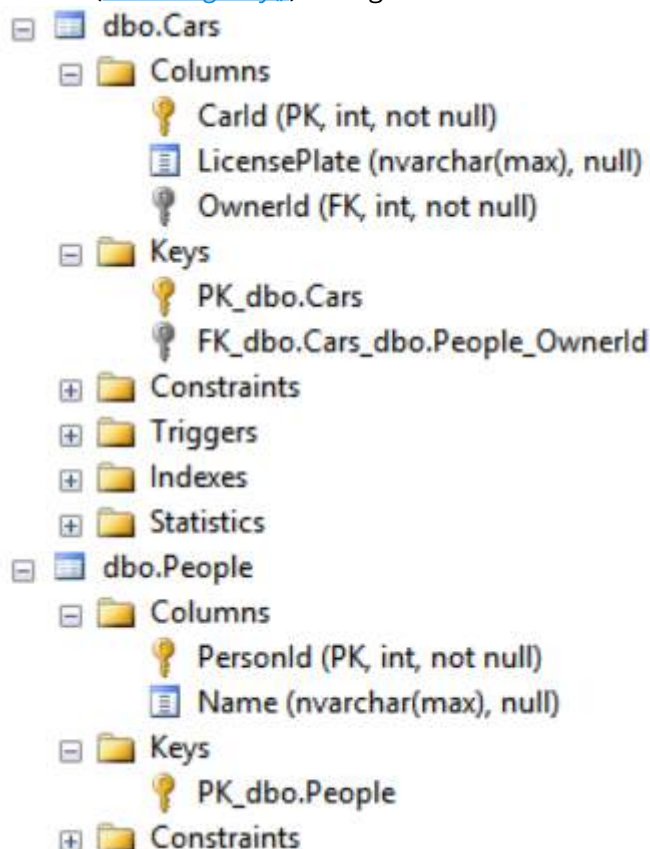 dbo.Cars
Columns
CarId (PK, int, not null)
LicensePlate (nvarchar(max), null)
OwnerId (FK, int, not null)
Keys
PK_dbo.Cars
FK_dbo.Cars_dbo.People_OwnerId
Constraints
Triggers
Indexes
Statistics
dbo.People
Columns
PersonId (PK, int, not null)
Name (nvarchar(max), null)
Keys
PK_dbo.People
Constraints